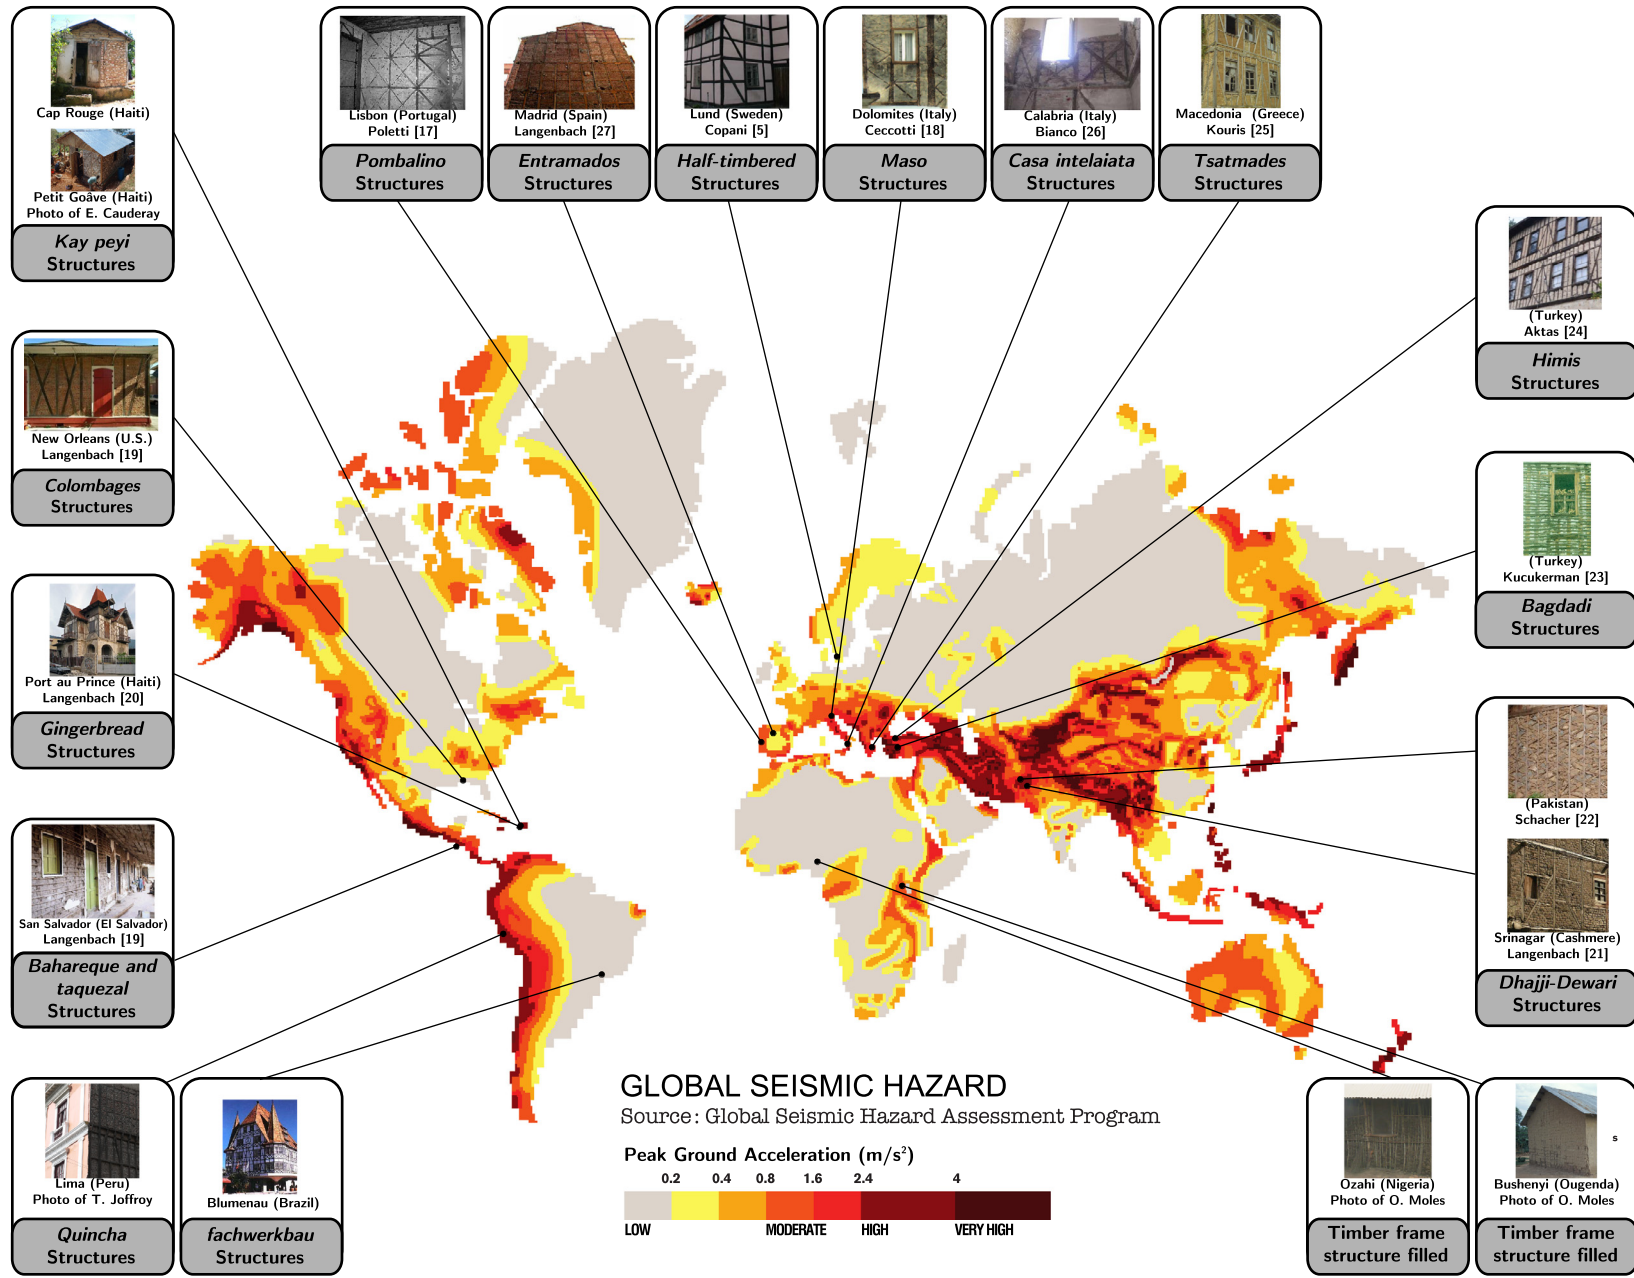 Cap Rouge (Haiti)
Petit Goâve (Haiti)
Photo of E. Cauderay
Kay peyi
Structures
Lisbon (Portugal)
Poletti [17]
Pombalino
Structures
Madrid (Spain)
Langenbach [27]
Entramados
Structures
Lund (Sweden)
Copani [5]
Half-timbered
Structures
Dolomites (Italy)
Ceccotti [18]
Maso
Structures
Calabria (Italy)
Bianco [26]
Casa intelaiata
Structures
Macedonia (Greece)
Kouris [25]
Tsatmades
Structures
(Turkey)
Aktas [24]
Himis
Structures
New Orleans (U.S.)
Langenbach [19]
Colombages
Structures
(Turkey)
Kucukerman [23]
Bagdadi
Structures
Port au Prince (Haiti)
Langenbach [20]
Gingerbread
Structures
(Pakistan)
Schacher [22]
Srinagar (Cashmere)
Langenbach [21]
Dhajji-Dewari
Structures
San Salvador (El Salvador)
Langenbach [19]
Bahareque and
taquezal
Structures
Lima (Peru)
Photo of T. Joffroy
Quincha
Structures
Blumenau (Brazil)
fachwerkbau
Structures
GLOBAL SEISMIC HAZARD
Source: Global Seismic Hazard Assessment Program
Peak Ground Acceleration (m/s²)
0.2 0.4 0.8 1.6 2.4 4
LOW MODERATE HIGH VERY HIGH
Ozahi (Nigeria)
Photo of O. Moles
Timber frame
structure filled
s
Bushenyi (Ougenda)
Photo of O. Moles
Timber frame
structure filled